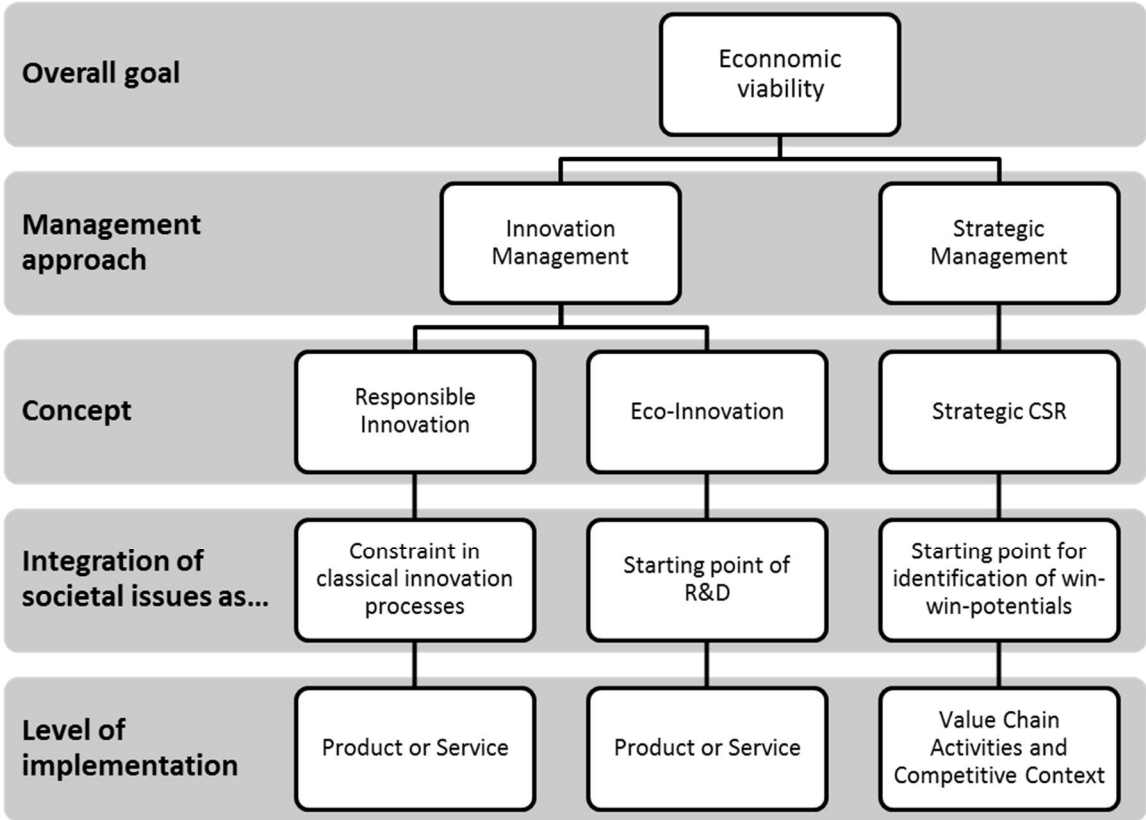 Overall goal
Econnomic
viability
Management
approach
Innovation
Management
Strategic
Management
Concept
Responsible
Innovation
Eco-Innovation
Strategic CSR
Integration of
societal issues as...
Constraint in
classical innovation
processes
Starting point of
R&D
Starting point for
identification of win-
win-potentials
Level of
implementation
Product or Service
Product or Service
Value Chain
Activities and
Competitive Context